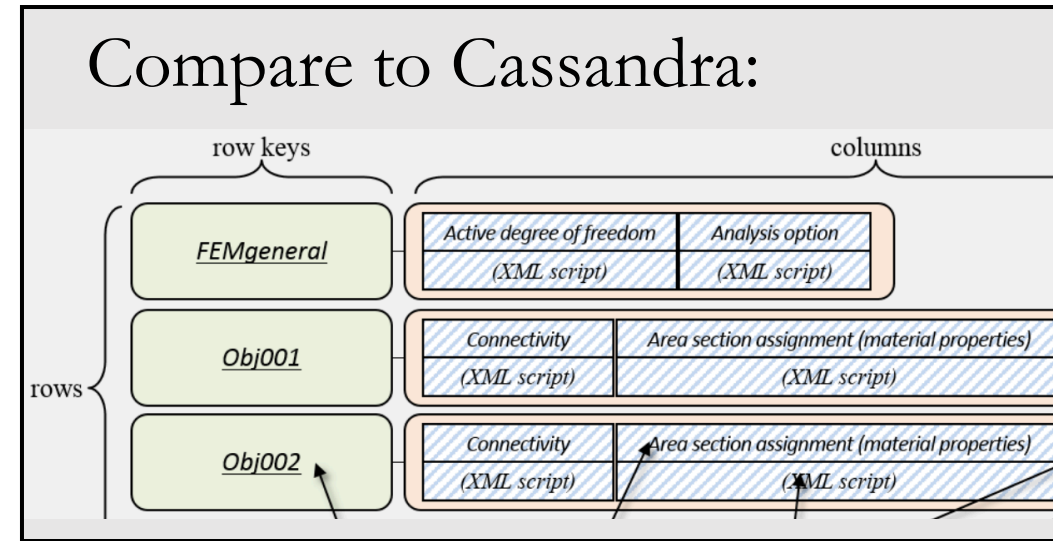 Compare to Cassandra:
row keys
columns
FEMgeneral
Active degree of freedom
Analysis option
(XML script)
(XML script)
rows
Obj001
Connectivity
Area section assignment (material properties)
(XML script)
(XML script)
Obj002
Connectivity
Area section assignment (material properties)
(XML script)
(XML script)